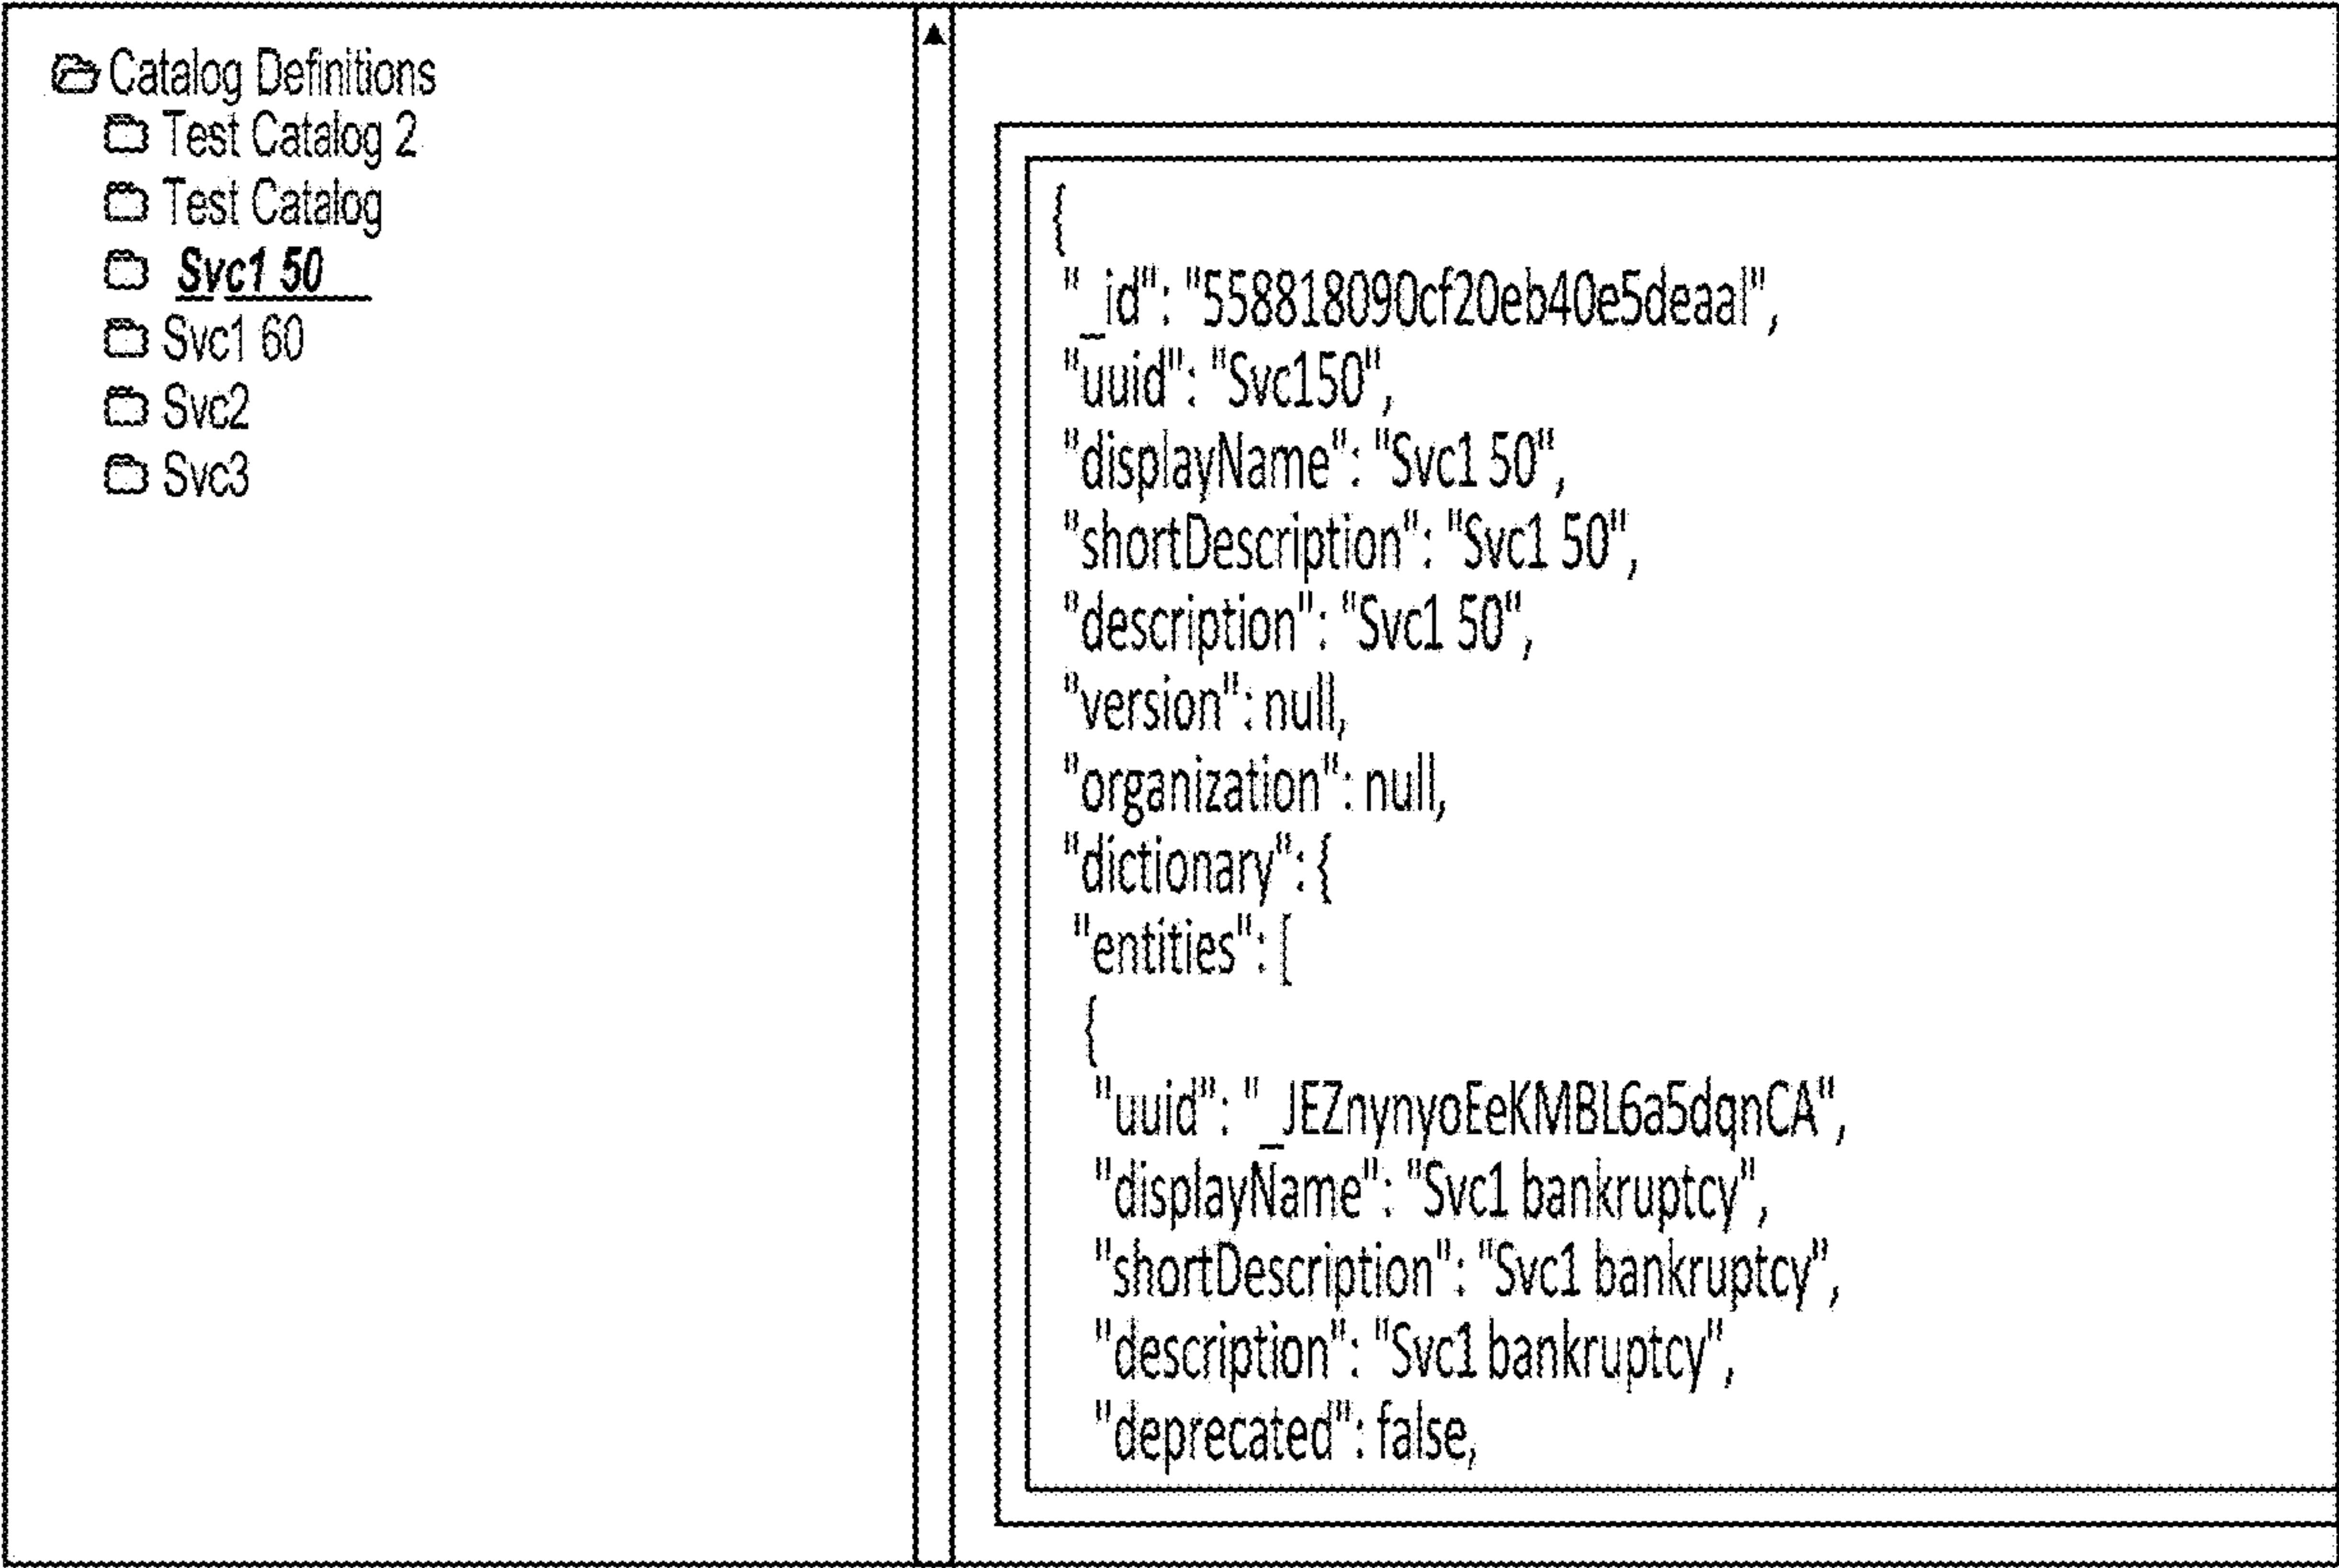 Catalog Definitions
Test Catalog 2
Test Catalog
Svc1 50
Svc1 60
Svc2
Svc3
{
"_id": "558818090cf20eb40e5deaal",
"uuid": "Svc150",
"displayName": "Svc1 50",
"shortDescription": "Svc1 50",
"description": "Svc1 50",
"version": null,
"organization": null,
"dictionary": {
"entities": [
{
"uuid": "_JEZnynyoEeKMBL6a5dqnCA",
"displayName": "Svc1 bankruptcy",
"shortDescription": "Svc1 bankruptcy",
"description": "Svc1 bankruptcy",
"deprecated": false,